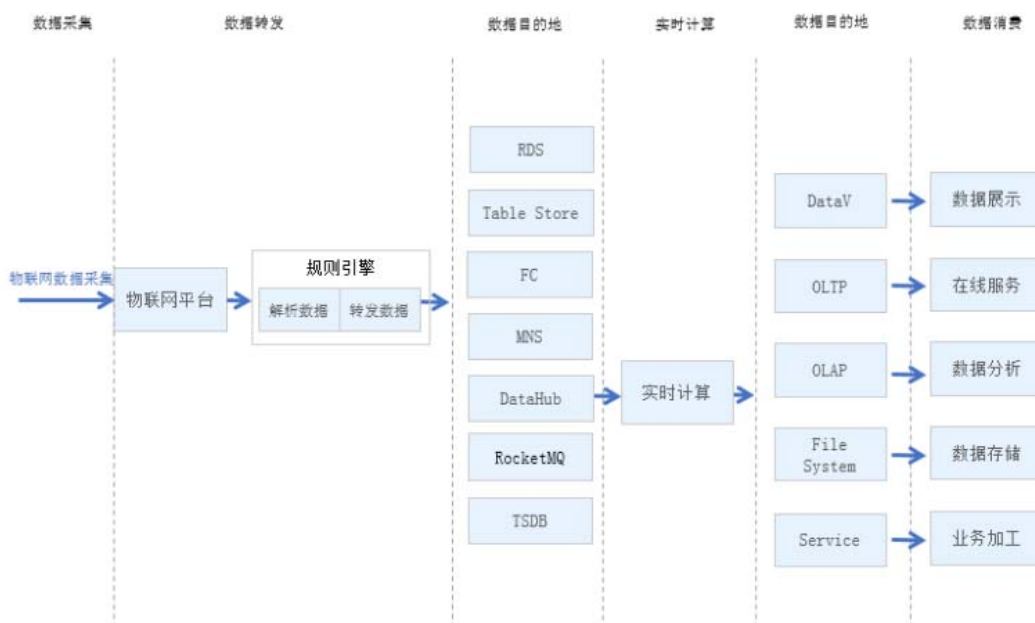 数据采集
数据转发
数据目的地
实时计算
数据目的地
数据消费
物联网数据采集
物联网平台
规则引擎
解析数据
转发数据
RDS
Table Store
FC
MNS
DataHub
RocketMQ
TSDB
实时计算
DataV
数据展示
OLTP
在线服务
OLAP
数据分析
File
System
数据存储
Service
业务加工